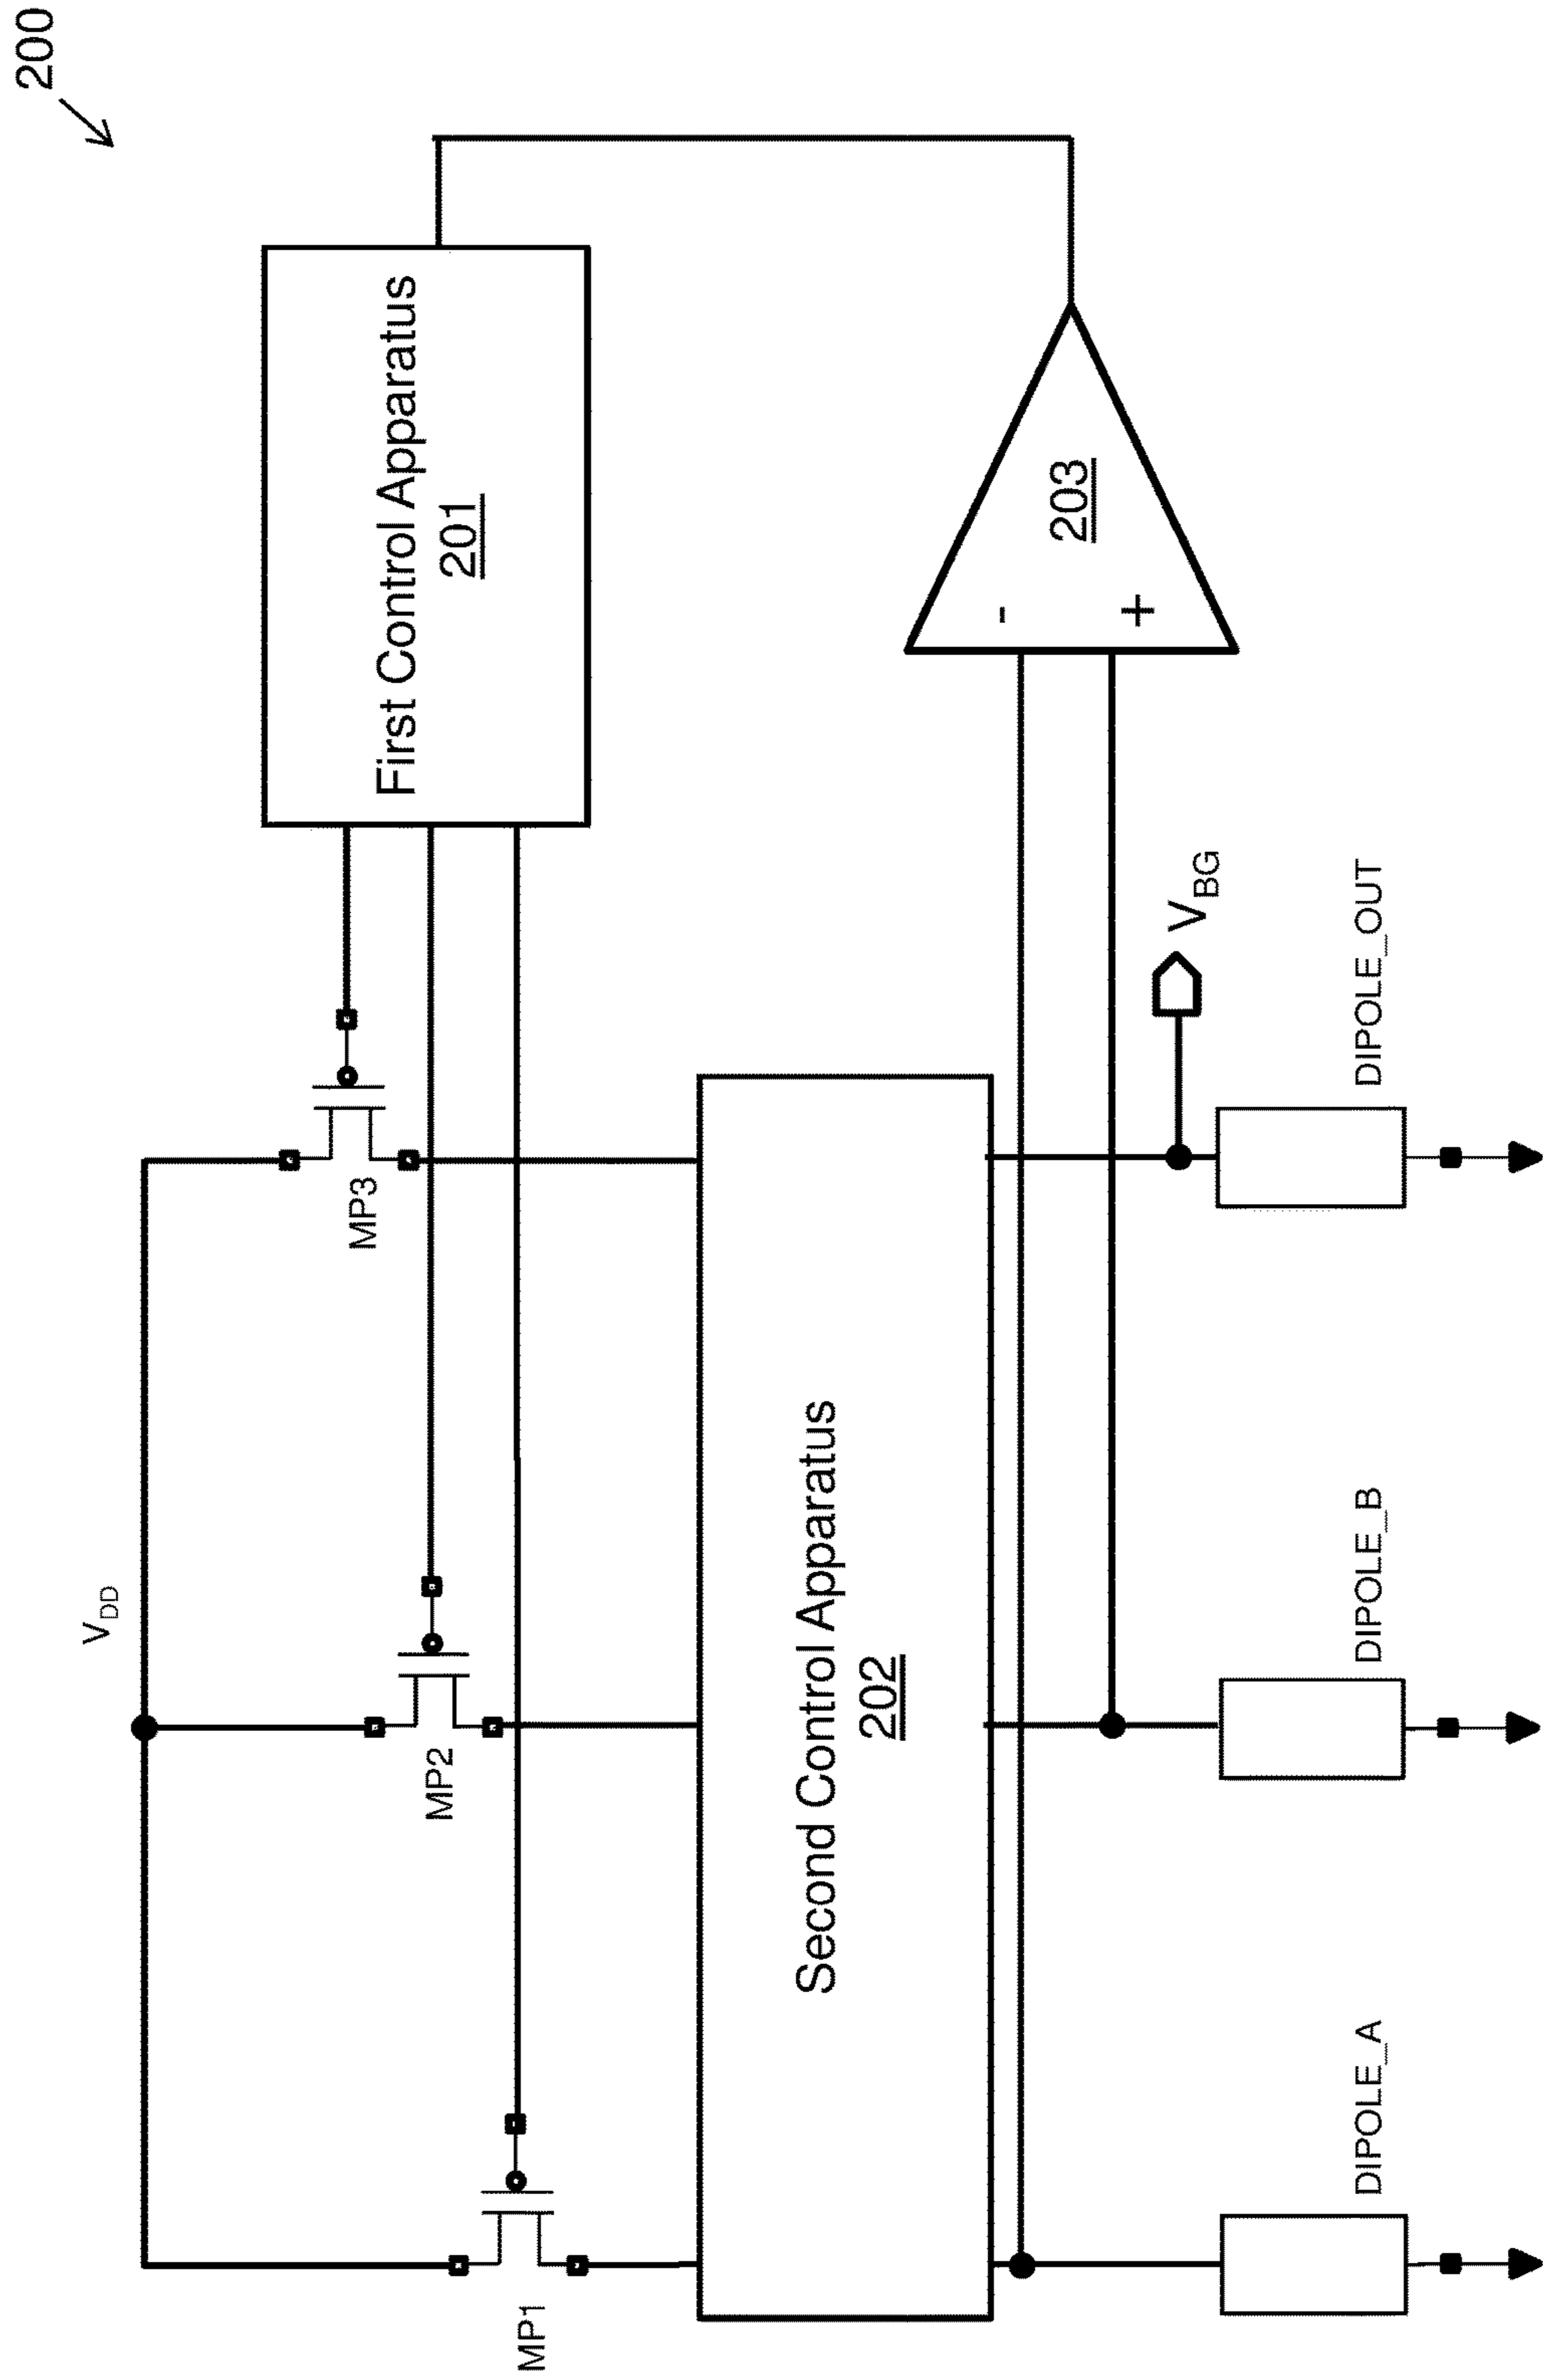 200
V_DD
MP1
MP2
MP3
First Control Apparatus
201
Second Control Apparatus
202
-
+
203
V_BG
DIPOLE_A
DIPOLE_B
DIPOLE_OUT